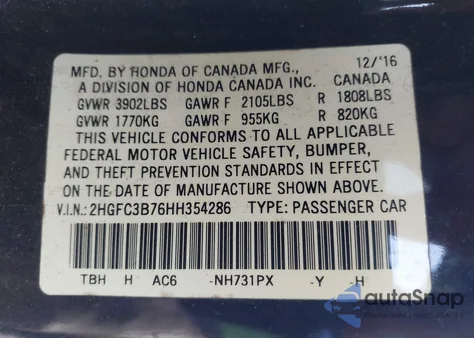 MFD. BY HONDA OF CANADA MFG., 12/'16
A DIVISION OF HONDA CANADA INC. CANADA
GVWR 3902LBS GAWR F 2105LBS R 1808LBS
GVWR 1770KG GAWR F 955KG R 820KG
THIS VEHICLE CONFORMS TO ALL APPLICABLE
FEDERAL MOTOR VEHICLE SAFETY, BUMPER,
AND THEFT PREVENTION STANDARDS IN EFFECT
ON THE DATE OF MANUFACTURE SHOWN ABOVE.
V.I.N.: 2HGFC3B76HH354286 TYPE: PASSENGER CAR
TBH H AC6 -NH731PX -Y -H
autaSnap